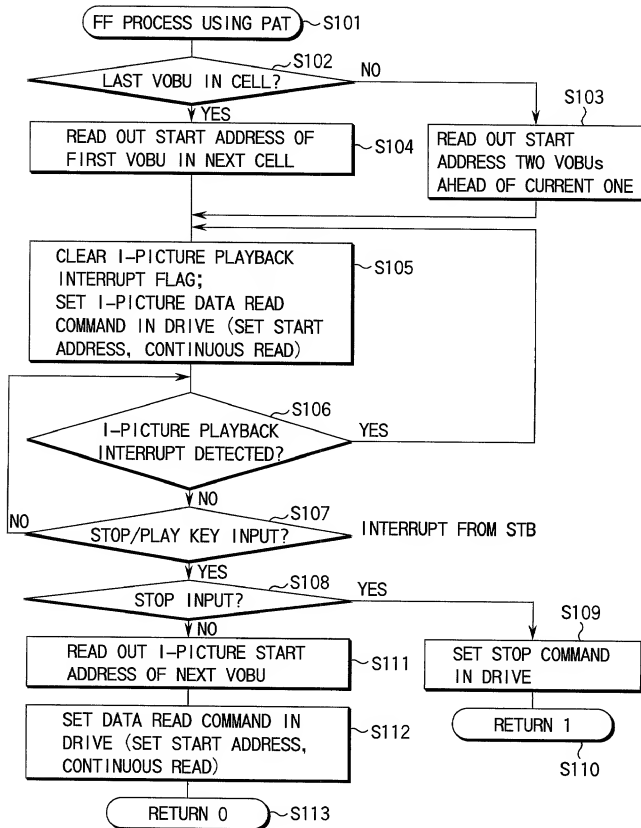 FF PROCESS USING PAT
S101
S102
LAST VOBU IN CELL?
NO
YES
S103
READ OUT START ADDRESS OF
FIRST VOBU IN NEXT CELL
S104
READ OUT START
ADDRESS TWO VOBUs
AHEAD OF CURRENT ONE
CLEAR I-PICTURE PLAYBACK
INTERRUPT FLAG;
SET I-PICTURE DATA READ
COMMAND IN DRIVE (SET START
ADDRESS, CONTINUOUS READ)
S105
S106
I-PICTURE PLAYBACK
INTERRUPT DETECTED?
YES
NO
S107
NO
STOP/PLAY KEY INPUT?
INTERRUPT FROM STB
YES
S108
STOP INPUT?
YES
NO
S109
READ OUT I-PICTURE START
ADDRESS OF NEXT VOBU
S111
SET STOP COMMAND
IN DRIVE
SET DATA READ COMMAND IN
DRIVE (SET START ADDRESS,
CONTINUOUS READ)
S112
RETURN 1
S110
RETURN 0
S113